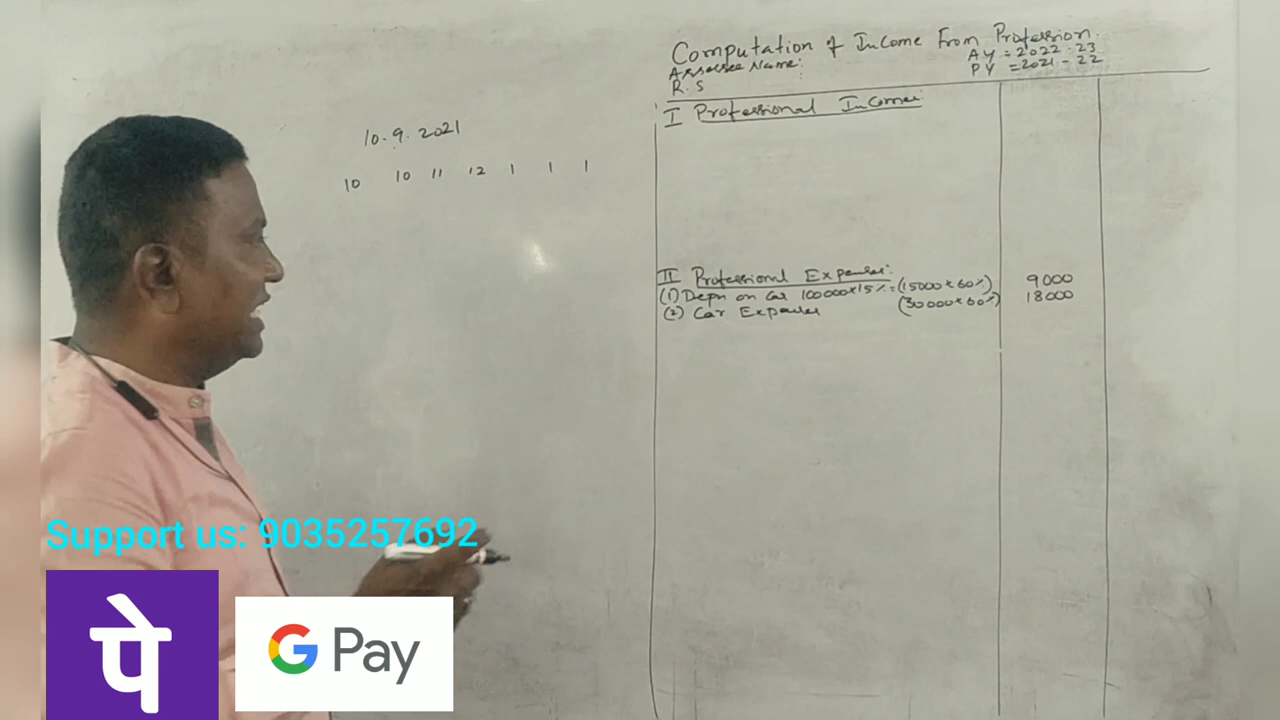 Computation of Income From Profession.
Assessee Name:
AY = 2022-23
R.S
PY = 2021-22
I Professional Income:
10.9.2021
10 10 11 12 1 1 1
II Professional Expenses:
(1) Depn on Car 100000×15% = (15000×60%) 9000
(2) Car Expenses (30000×60%) 18000
Support us: 9035257692
पे
G Pay